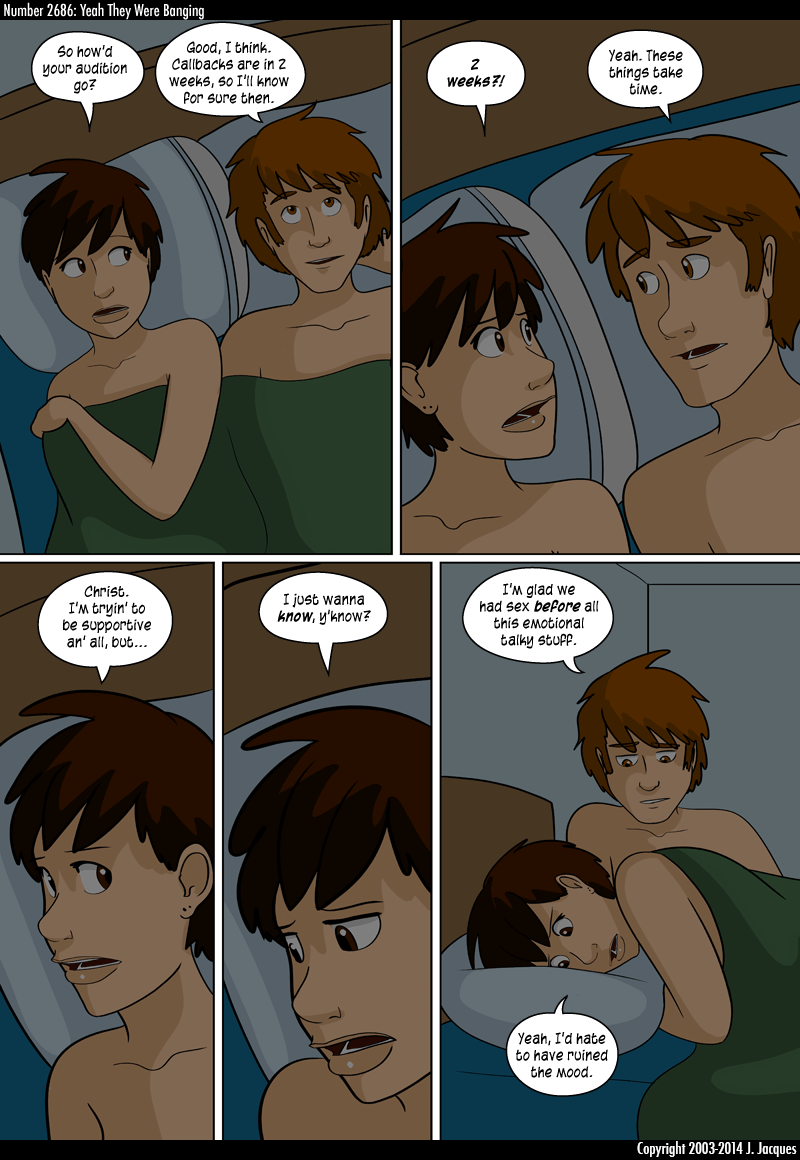 Number 2686: Yeah They Were Banging
So how'd
your audition
go?
Good, I think.
Callbacks are in 2
weeks, so I'll know
for sure then.
2
weeks?!
Yeah. These
things take
time.
Christ.
I'm tryin' to
be supportive
an' all, but...
I just wanna
know, y'know?
I'm glad we
had sex before all
this emotional
talky stuff.
Yeah, I'd hate
to have ruined
the mood.
Copyright 2003-2014 J. Jacques